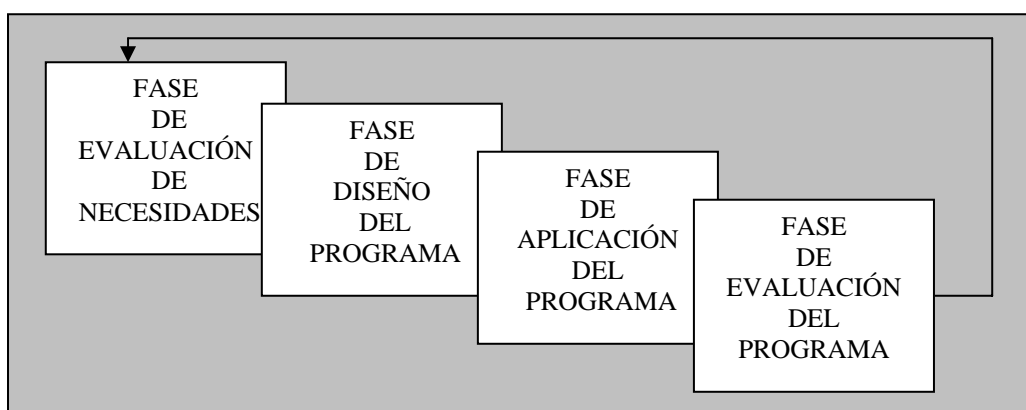 FASE
DE
EVALUACIÓN
DE
NECESIDADES
FASE
DE
DISEÑO
DEL
PROGRAMA
FASE
DE
APLICACIÓN
DEL
PROGRAMA
FASE
DE
EVALUACIÓN
DEL
PROGRAMA